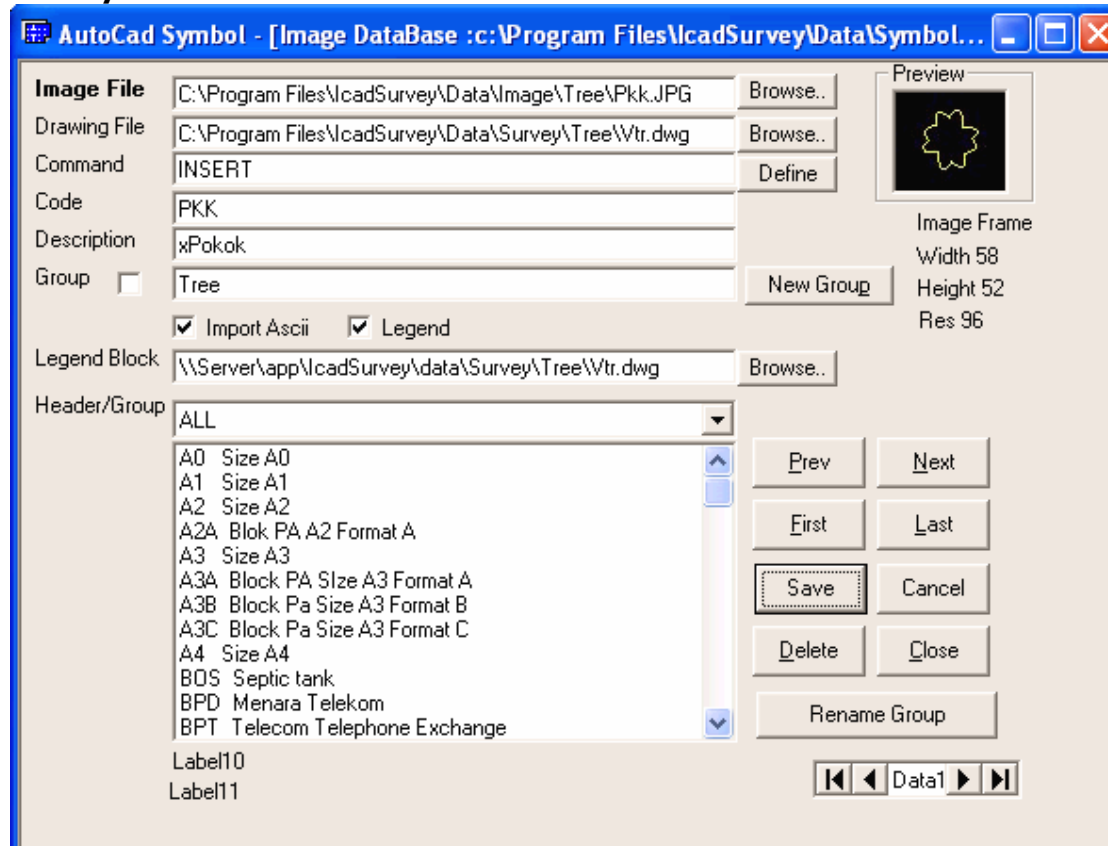 AutoCad Symbol - [Image DataBase :c:\Program Files\IcadSurvey\Data\Symbol...
Image File C:\Program Files\IcadSurvey\Data\Image\Tree\Pkk.JPG Browse.. Preview
Drawing File C:\Program Files\IcadSurvey\Data\Survey\Tree\Vtr.dwg Browse..
Command INSERT Define
Code PKK
Image Frame
Description xPokok
Width 58
Group Tree New Group Height 52
Import Ascii Legend Res 96
Legend Block \\Server\app\IcadSurvey\data\Survey\Tree\Vtr.dwg Browse..
Header/Group ALL
A0 Size A0
A1 Size A1
A2 Size A2
A2A Blok PA A2 Format A
A3 Size A3
A3A Block PA SIze A3 Format A
A3B Block Pa Size A3 Format B
A3C Block Pa Size A3 Format C
A4 Size A4
BOS Septic tank
BPD Menara Telekom
BPT Telecom Telephone Exchange
Prev Next
First Last
Save Cancel
Delete Close
Rename Group
Label10
Label11
Data1